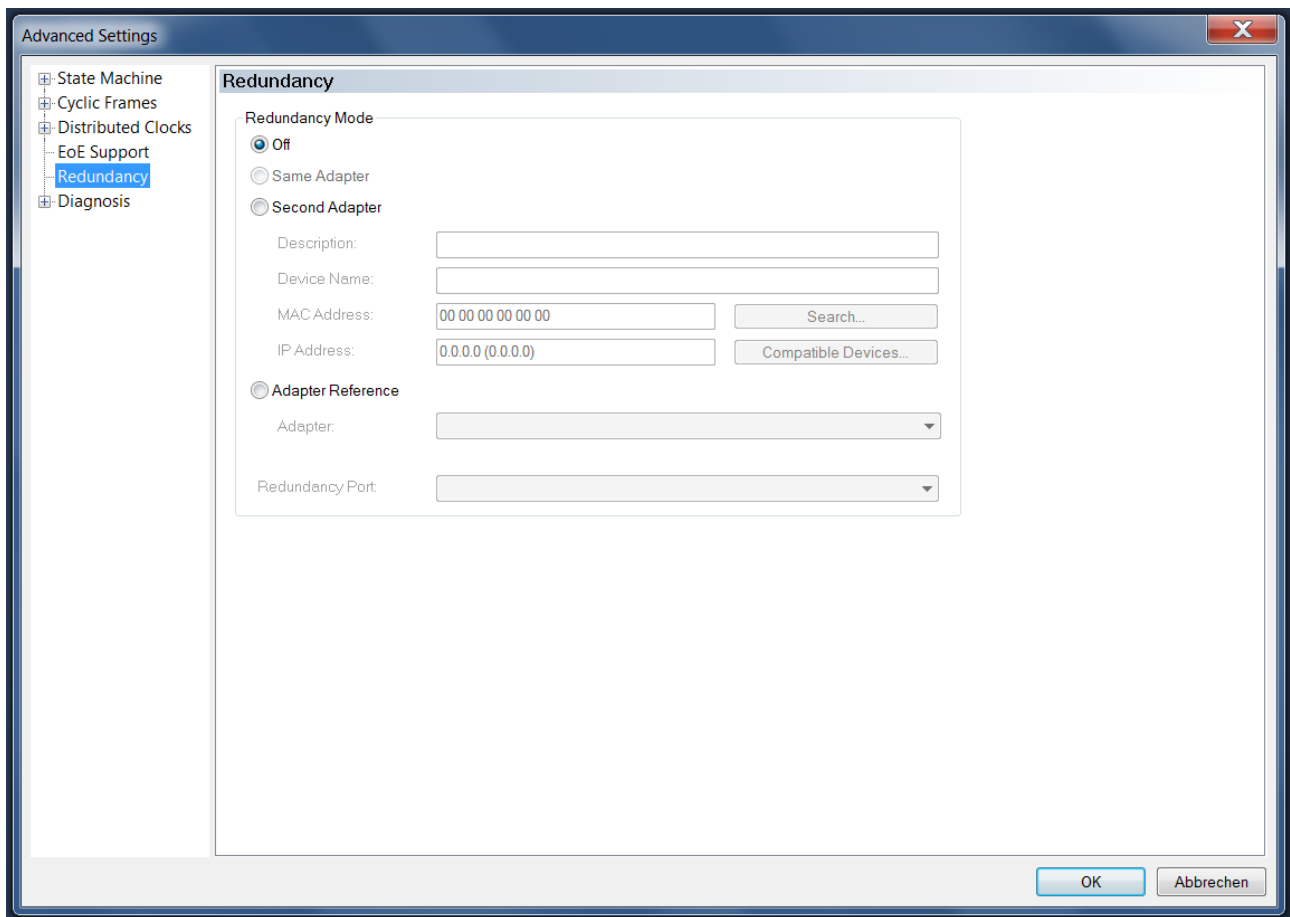 Advanced Settings
State Machine
Cyclic Frames
Distributed Clocks
EoE Support
Redundancy
Diagnosis
Redundancy
Redundancy Mode
Off
Same Adapter
Second Adapter
Description:
Device Name:
MAC Address: 00 00 00 00 00 00 Search...
IP Address: 0.0.0.0 (0.0.0.0) Compatible Devices...
Adapter Reference
Adapter:
Redundancy Port:
OK Abbrechen